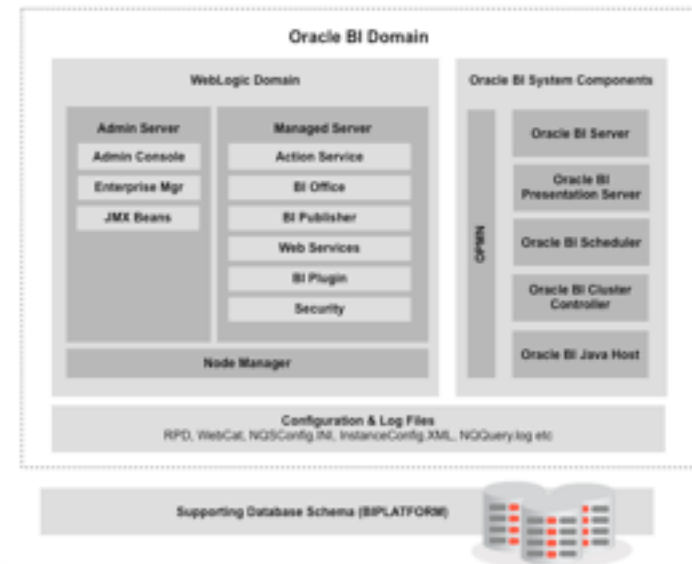 Oracle BI Domain
WebLogic Domain
Admin Server
Admin Console
Enterprise Mgr
JMX Beans
Managed Server
Action Service
BI Office
BI Publisher
Web Services
BI Plugin
Security
Node Manager
Oracle BI System Components
OPMN
Oracle BI Server
Oracle BI
Presentation Server
Oracle BI Scheduler
Oracle BI Cluster
Controller
Oracle BI Java Host
Configuration & Log Files
RPD, WebCat, NQSConfig.INI, InstanceConfig.XML, NQQuery.log etc
Supporting Database Schema (BIPLATFORM)